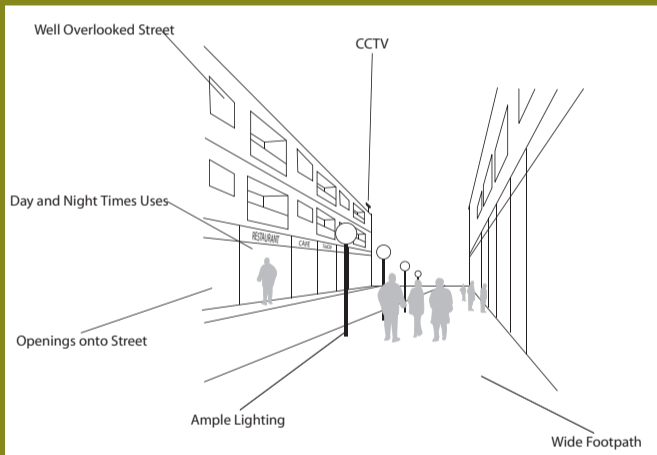 Well Overlooked Street
CCTV
Day and Night Times Uses
RESTAURANT
CAFE
Openings onto Street
Ample Lighting
Wide Footpath